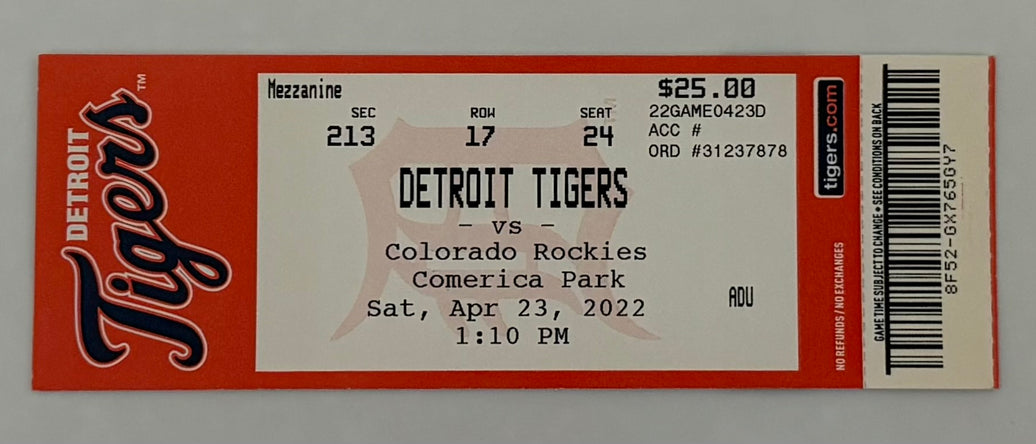 DETROIT
Tigers™
Mezzanine
SEC ROW SEAT
213 17 24
$25.00
22GAME0423D
ACC #
ORD #31237878
DETROIT TIGERS
- vs -
Colorado Rockies
Comerica Park
Sat, Apr 23, 2022
1:10 PM
ADU
tigers.com
NO REFUNDS / NO EXCHANGES
GAME TIME SUBJECT TO CHANGE • SEE CONDITIONS ON BACK
8F52-GX765GY7